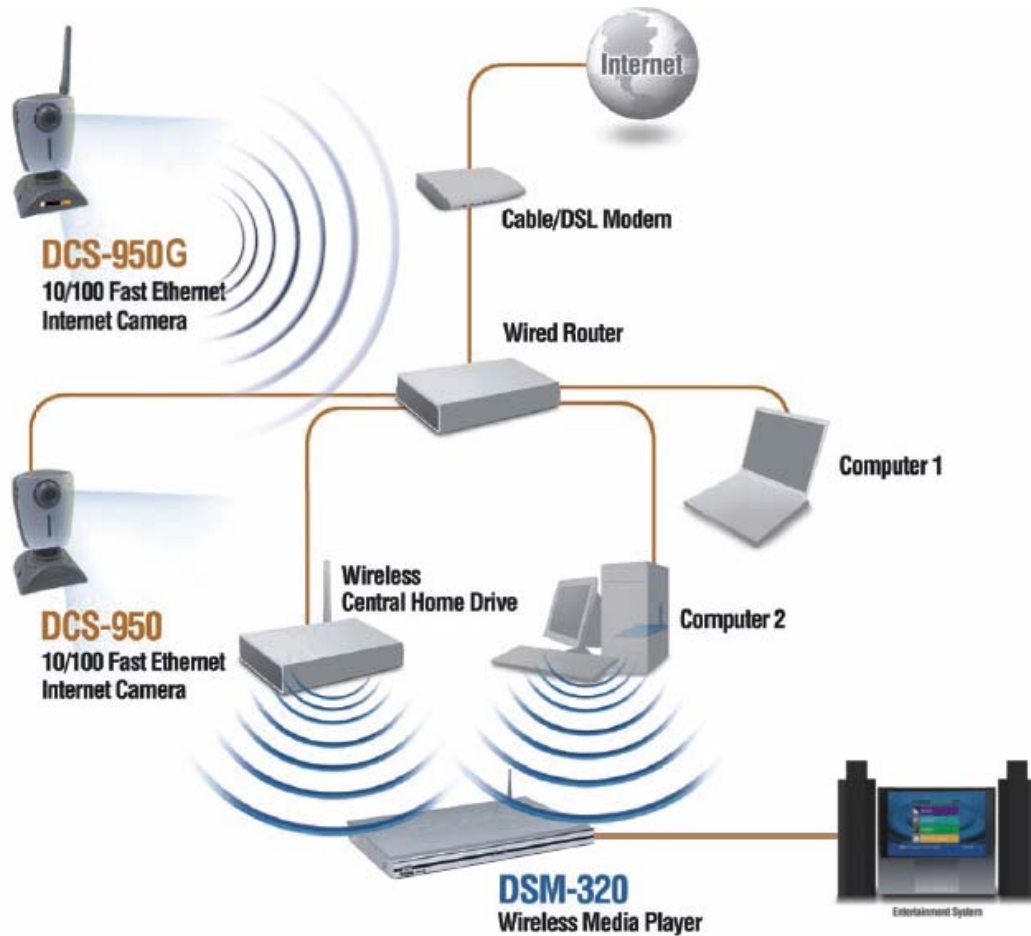 Internet
Cable/DSL Modem
DCS-950G
10/100 Fast Ethernet
Internet Camera
Wired Router
Computer 1
Wireless
Central Home Drive
Computer 2
DCS-950
10/100 Fast Ethernet
Internet Camera
DSM-320
Wireless Media Player
Entertainment System